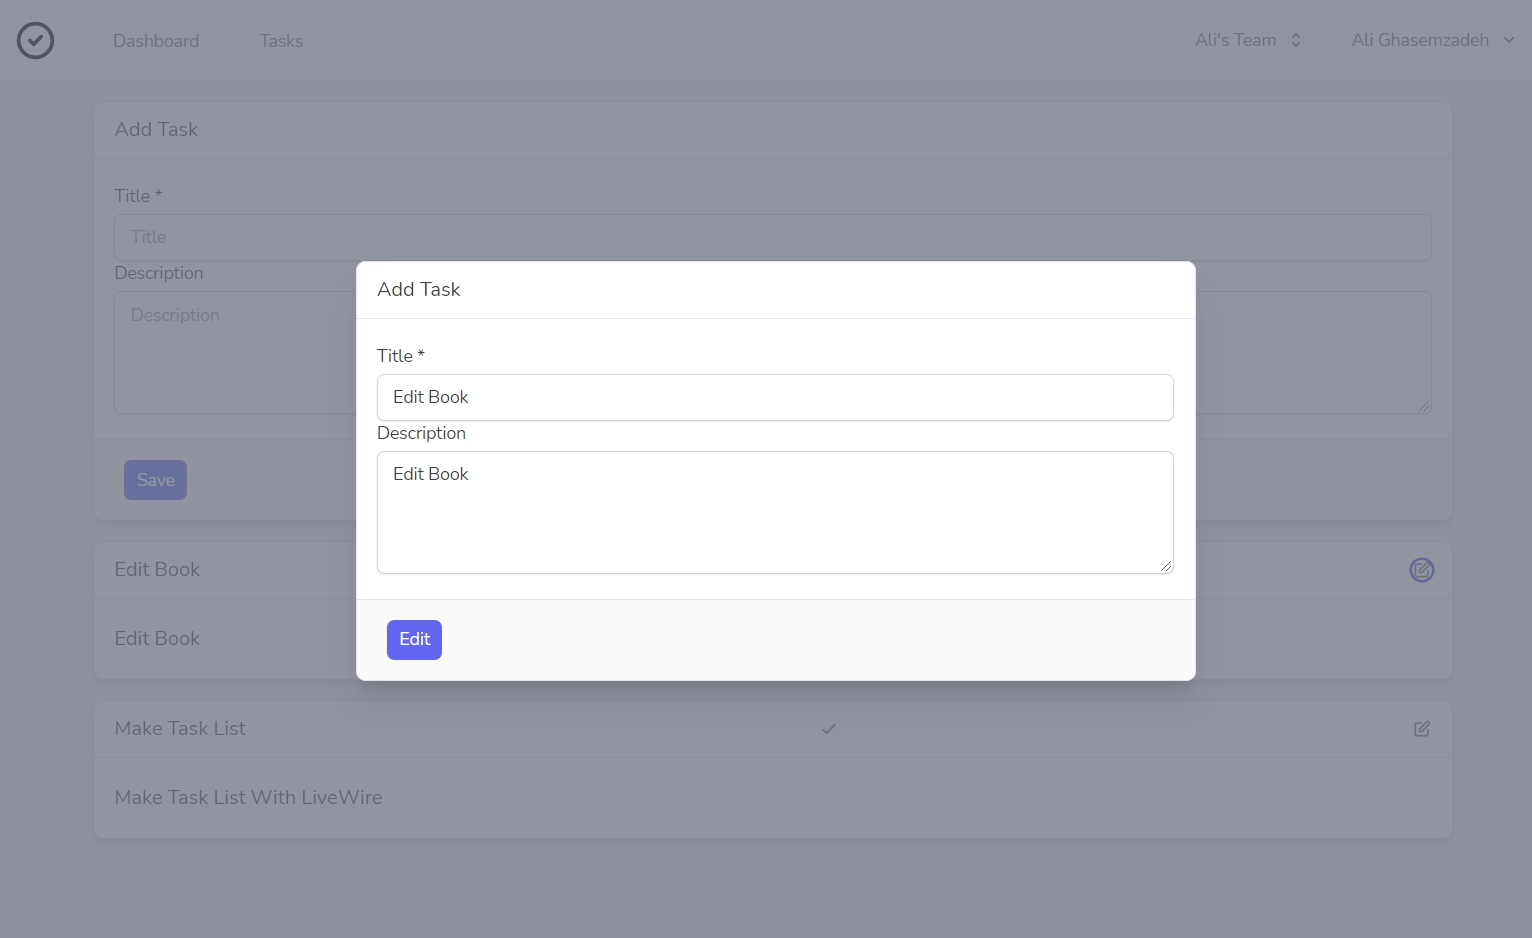 Dashboard
Tasks
Ali's Team
Ali Ghasemzadeh
Add Task
Title *
Title
Description
Description
Save
Add Task
Title *
Edit Book
Description
Edit Book
Edit
Edit Book
Edit Book
Make Task List
Make Task List With LiveWire